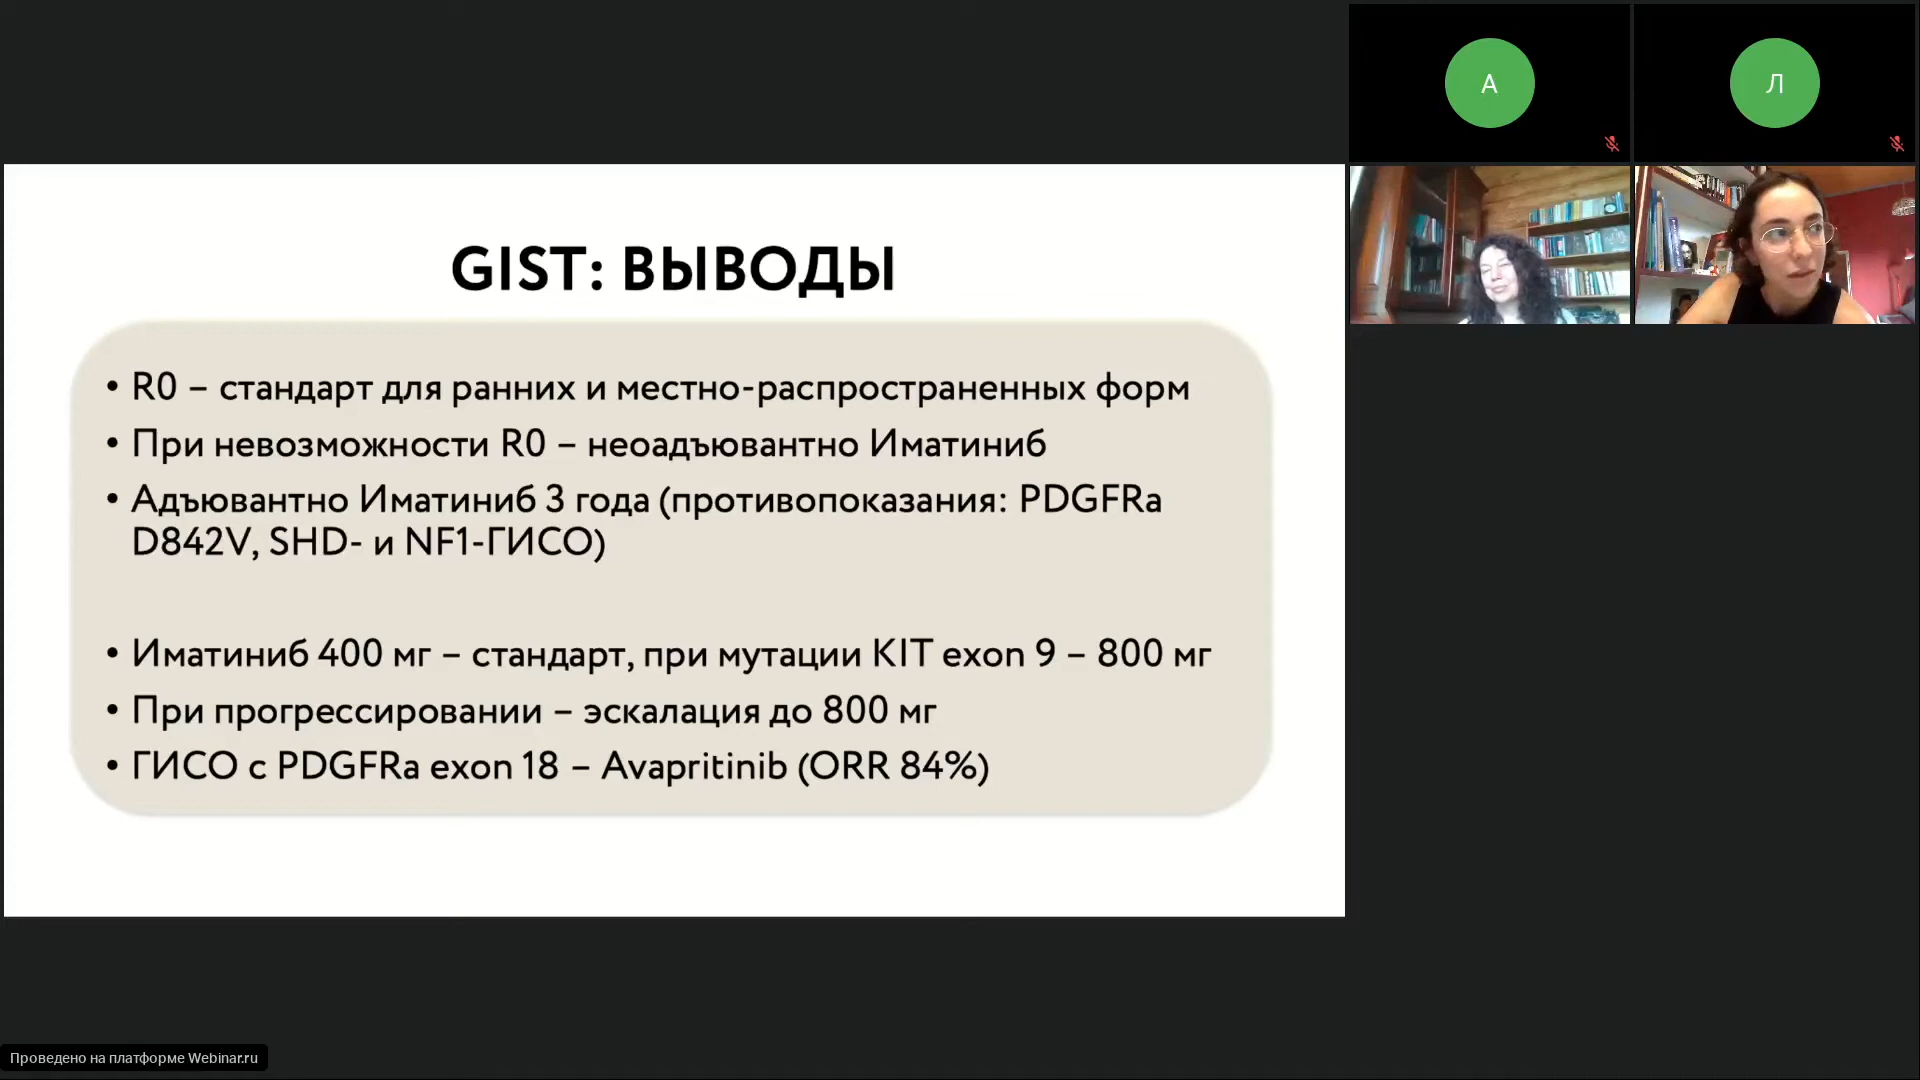 А
Л
GIST: ВЫВОДЫ
• R0 – стандарт для ранних и местно-распространенных форм
• При невозможности R0 – неоадъювантно Иматиниб
• Адъювантно Иматиниб 3 года (противопоказания: PDGFRa
D842V, SHD- и NF1-ГИСО)
• Иматиниб 400 мг – стандарт, при мутации KIT exon 9 – 800 мг
• При прогрессировании – эскалация до 800 мг
• ГИСО с PDGFRa exon 18 – Avapritinib (ORR 84%)
Проведено на платформе Webinar.ru